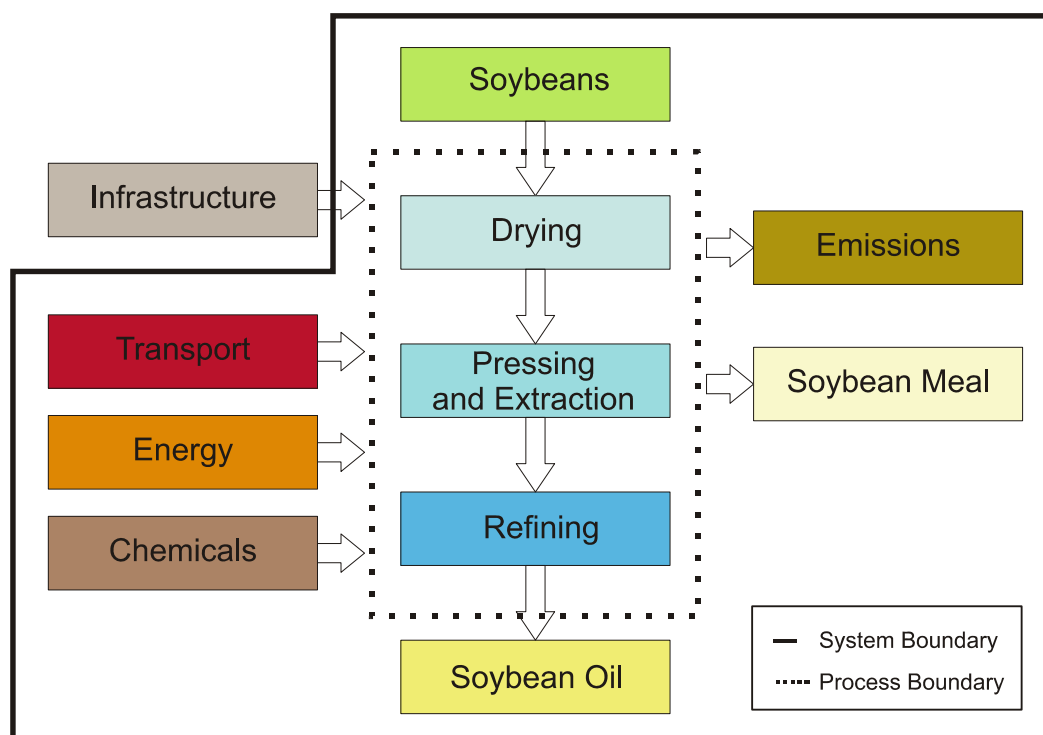 Soybeans
Infrastructure
Drying
Emissions
Transport
Pressing
and Extraction
Soybean Meal
Energy
Refining
Chemicals
Soybean Oil
System Boundary
Process Boundary